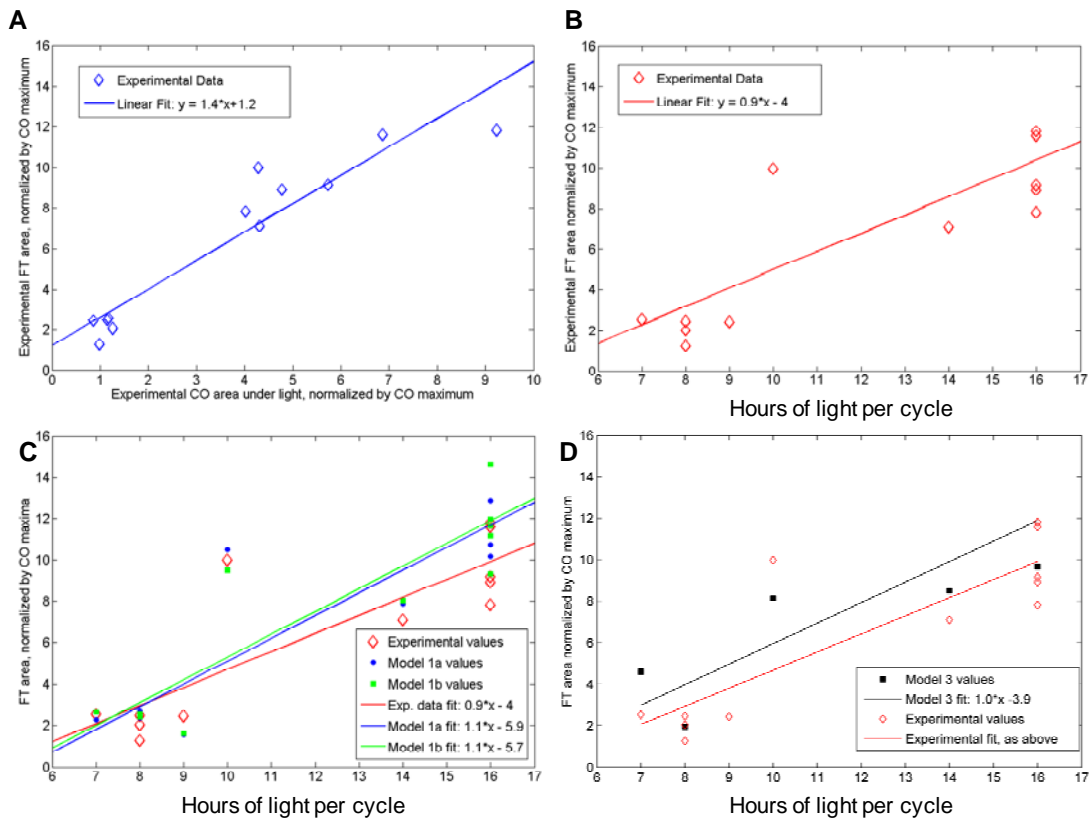 A
Experimental FT area, normalized by CO maximum
16
14
12
10
8
6
4
2
0
Experimental Data
Linear Fit: y = 1.4*x+1.2
0 1 2 3 4 5 6 7 8 9 10
Experimental CO area under light, normalized by CO maximum
B
Experimental FT area normalized by CO maximum
16
14
12
10
8
6
4
2
0
Experimental Data
Linear Fit: y = 0.9*x - 4
6 7 8 9 10 11 12 13 14 15 16 17
Hours of light per cycle
C
FT area, normalized by CO maxima
16
14
12
10
8
6
4
2
0
Experimental values
Model 1a values
Model 1b values
Exp. data fit: 0.9*x - 4
Model 1a fit: 1.1*x - 5.9
Model 1b fit: 1.1*x - 5.7
6 7 8 9 10 11 12 13 14 15 16 17
Hours of light per cycle
D
FT area normalized by CO maximum
16
14
12
10
8
6
4
2
0
Model 3 values
Model 3 fit: 1.0*x -3.9
Experimental values
Experimental fit, as above
6 7 8 9 10 11 12 13 14 15 16 17
Hours of light per cycle